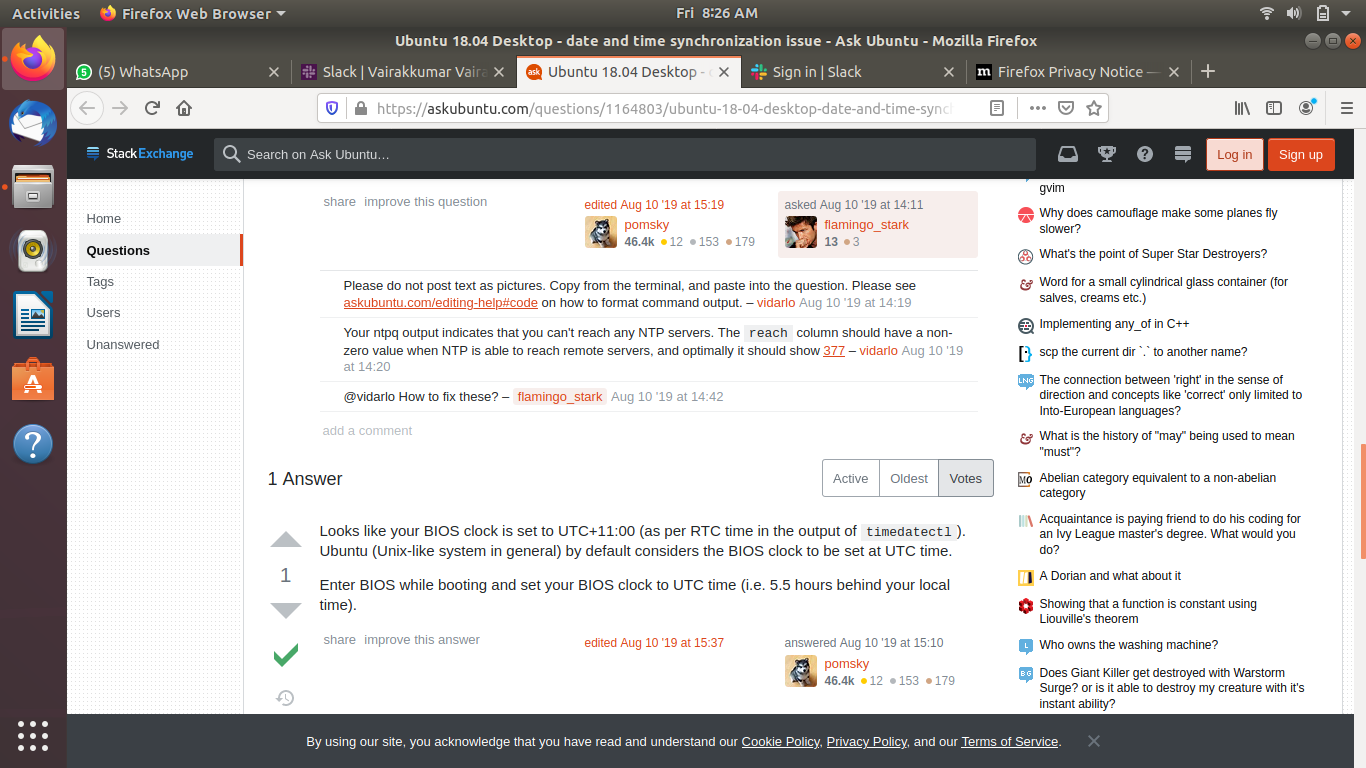 Activities
Firefox Web Browser
Fri 8:26 AM
Ubuntu 18.04 Desktop - date and time synchronization issue - Ask Ubuntu - Mozilla Firefox
(5) WhatsApp
Slack | Vairakkumar Vaira
Ubuntu 18.04 Desktop -
Sign in | Slack
Firefox Privacy Notice —
https://askubuntu.com/questions/1164803/ubuntu-18-04-desktop-date-and-time-sync
StackExchange
Search on Ask Ubuntu…
Log in
Sign up
Home
Questions
Tags
Users
Unanswered
share improve this question
edited Aug 10 '19 at 15:19
pomsky
46.4k 12 153 179
asked Aug 10 '19 at 14:11
flamingo_stark
13 3
Please do not post text as pictures. Copy from the terminal, and paste into the question. Please see
askubuntu.com/editing-help#code on how to format command output. – vidarlo Aug 10 '19 at 14:19
Your ntpq output indicates that you can't reach any NTP servers. The reach column should have a non-
zero value when NTP is able to reach remote servers, and optimally it should show 377 – vidarlo Aug 10 '19
at 14:20
@vidarlo How to fix these? – flamingo_stark Aug 10 '19 at 14:42
add a comment
1 Answer
Active
Oldest
Votes
Looks like your BIOS clock is set to UTC+11:00 (as per RTC time in the output of timedatectl).
Ubuntu (Unix-like system in general) by default considers the BIOS clock to be set at UTC time.
1
Enter BIOS while booting and set your BIOS clock to UTC time (i.e. 5.5 hours behind your local
time).
share improve this answer
edited Aug 10 '19 at 15:37
answered Aug 10 '19 at 15:10
pomsky
46.4k 12 153 179
gvim
Why does camouflage make some planes fly
slower?
What's the point of Super Star Destroyers?
Word for a small cylindrical glass container (for
salves, creams etc.)
Implementing any_of in C++
scp the current dir `.` to another name?
LNG
The connection between 'right' in the sense of
direction and concepts like 'correct' only limited to
Into-European languages?
What is the history of "may" being used to mean
"must"?
MO
Abelian category equivalent to a non-abelian
category
Acquaintance is paying friend to do his coding for
an Ivy League master's degree. What would you
do?
A Dorian and what about it
Showing that a function is constant using
Liouville's theorem
L
Who owns the washing machine?
B&G
Does Giant Killer get destroyed with Warstorm
Surge? or is it able to destroy my creature with it's
instant ability?
By using our site, you acknowledge that you have read and understand our Cookie Policy, Privacy Policy, and our Terms of Service.